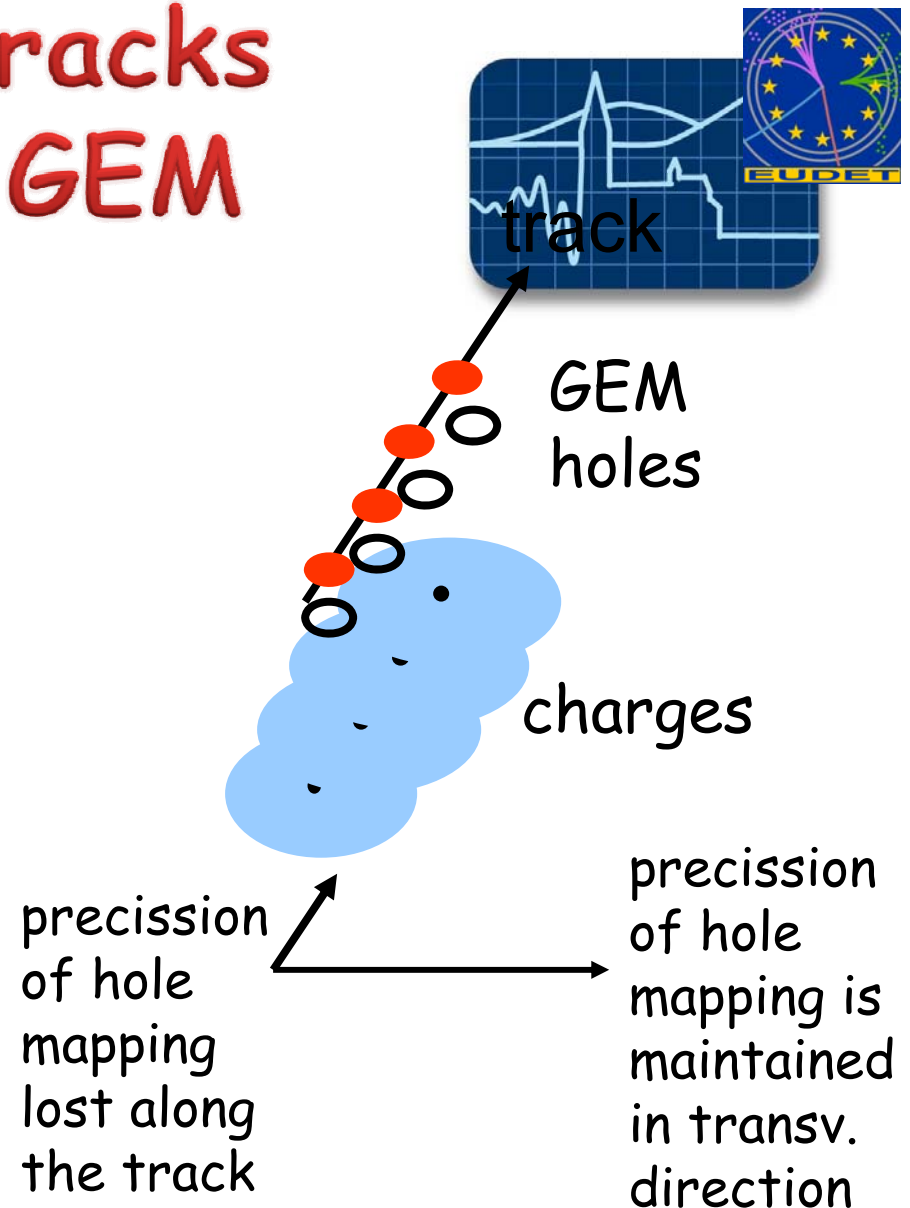 racks
GEM
EUDET
track
GEM
holes
charges
precission
of hole
mapping
lost along
the track
precission
of hole
mapping is
maintained
in transv.
direction